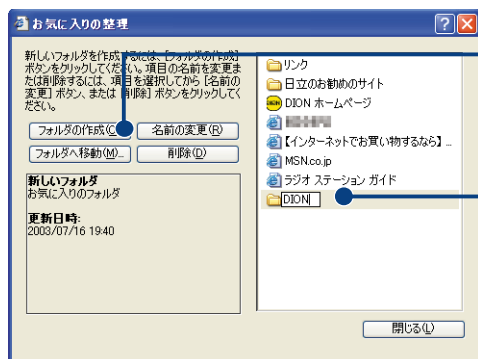 お気に入りの整理
新しいフォルダを作成するには、[フォルダの作成]
ボタンをクリックしてください。項目の名前を変更ま
たは削除するには、項目を選択してから [名前の
変更] ボタン、または [削除] ボタンをクリックしてく
ださい。
フォルダの作成(C) 名前の変更(R)
フォルダへ移動(M)... 削除(D)
新しいフォルダ
お気に入りのフォルダ
更新日時:
2003/07/16 19:40
リンク
日立のお勧めのサイト
DION ホームページ
【インターネットでお買い物するなら】 ...
MSN.co.jp
ラジオ ステーション ガイド
DION
閉じる(L)